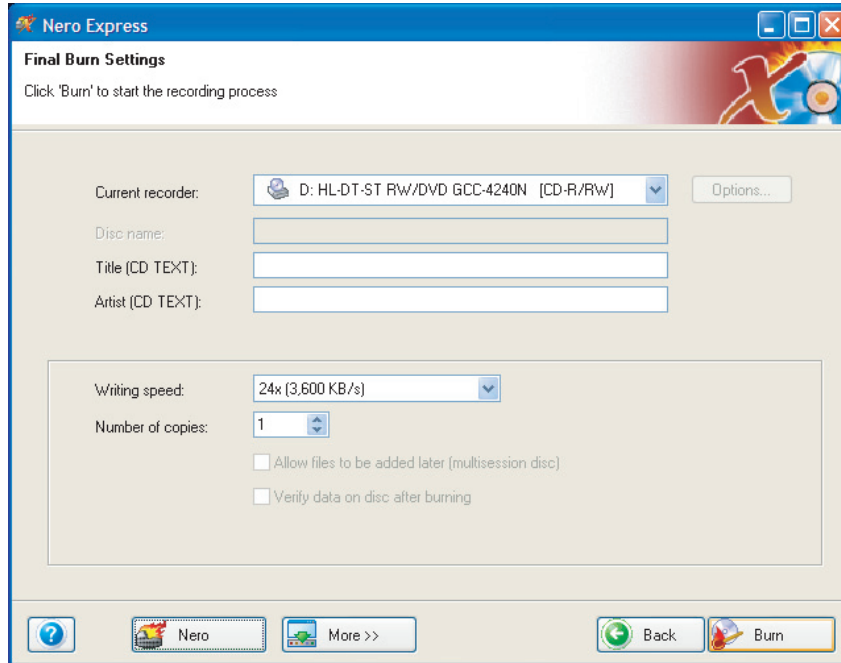 Nero Express
Final Burn Settings
Click 'Burn' to start the recording process
Current recorder: D: HL-DT-ST RW/DVD GCC-4240N [CD-R/RW] Options...
Disc name:
Title (CD TEXT):
Artist (CD TEXT):
Writing speed: 24x (3,600 KB/s)
Number of copies: 1
Allow files to be added later (multisession disc)
Verify data on disc after burning
? Nero More >> Back Burn